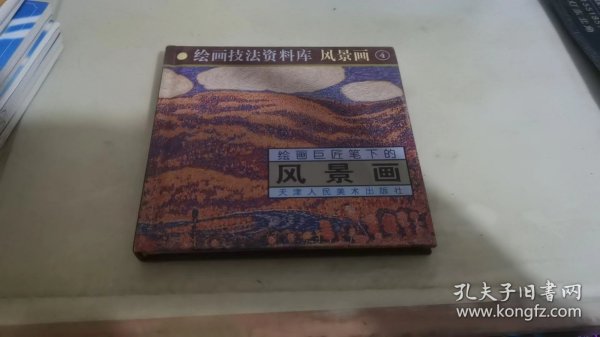 绘画技法资料库 风景画 4
绘画巨匠笔下的
风景画
天津人民美术出版社
孔夫子旧书网
www.kongfz.com